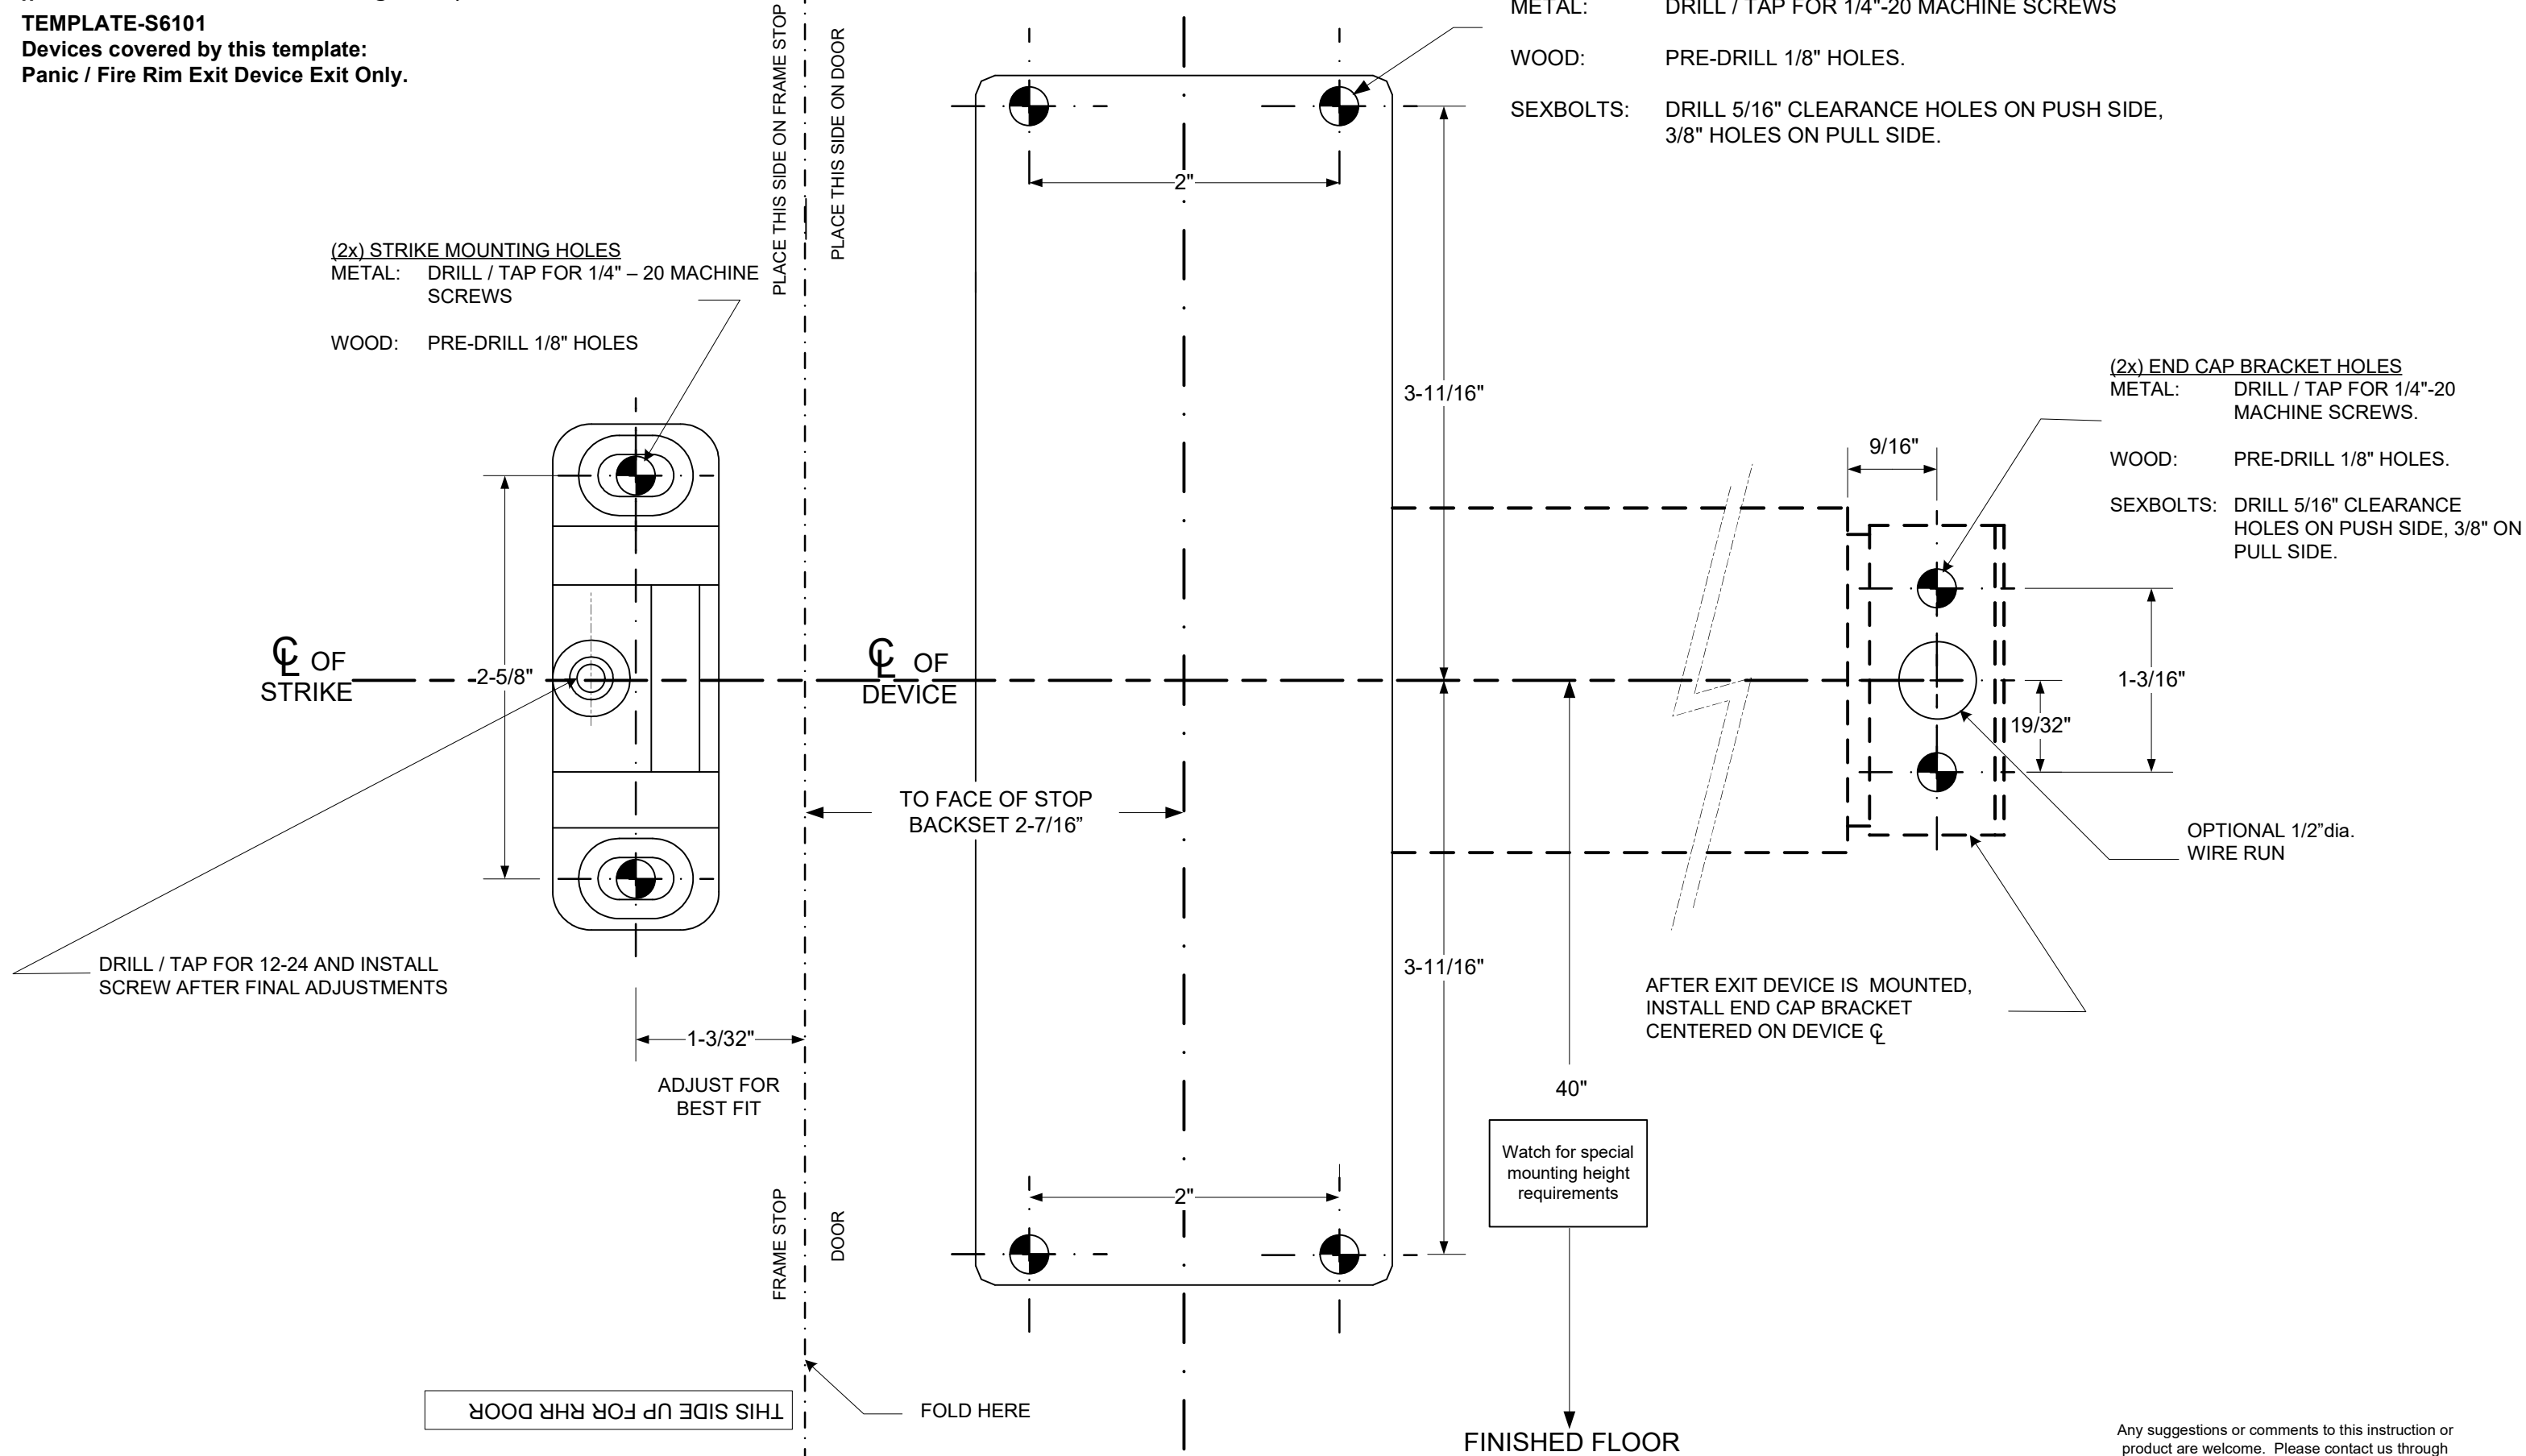 TEMPLATE-S6101
Devices covered by this template:
Panic / Fire Rim Exit Device Exit Only.
PLACE THIS SIDE ON FRAME STOP
PLACE THIS SIDE ON DOOR
METAL: DRILL / TAP FOR 1/4"-20 MACHINE SCREWS
WOOD: PRE-DRILL 1/8" HOLES.
SEXBOLTS: DRILL 5/16" CLEARANCE HOLES ON PUSH SIDE,
3/8" HOLES ON PULL SIDE.
2"
(2x) STRIKE MOUNTING HOLES
METAL: DRILL / TAP FOR 1/4" – 20 MACHINE
SCREWS
WOOD: PRE-DRILL 1/8" HOLES
3-11/16"
(2x) END CAP BRACKET HOLES
METAL: DRILL / TAP FOR 1/4"-20
MACHINE SCREWS.
WOOD: PRE-DRILL 1/8" HOLES.
SEXBOLTS: DRILL 5/16" CLEARANCE
HOLES ON PUSH SIDE, 3/8" ON
PULL SIDE.
9/16"
℄ OF
STRIKE
2-5/8"
℄ OF
DEVICE
1-3/16"
19/32"
TO FACE OF STOP
BACKSET 2-7/16”
OPTIONAL 1/2”dia.
WIRE RUN
DRILL / TAP FOR 12-24 AND INSTALL
SCREW AFTER FINAL ADJUSTMENTS
3-11/16"
AFTER EXIT DEVICE IS MOUNTED,
INSTALL END CAP BRACKET
CENTERED ON DEVICE ℄
1-3/32"
ADJUST FOR
BEST FIT
40"
Watch for special
mounting height
requirements
2"
FRAME STOP
DOOR
THIS SIDE UP FOR RHR DOOR
FOLD HERE
FINISHED FLOOR
Any suggestions or comments to this instruction or
product are welcome. Please contact us through